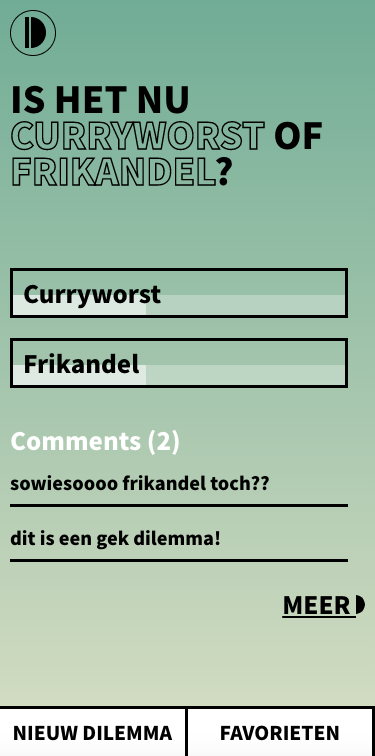 IS HET NU
CURRYWORST OF
FRIKANDEL?
Curryworst
Frikandel
Comments (2)
sowiesoooo frikandel toch??
dit is een gek dilemma!
MEER
NIEUW DILEMMA
FAVORIETEN